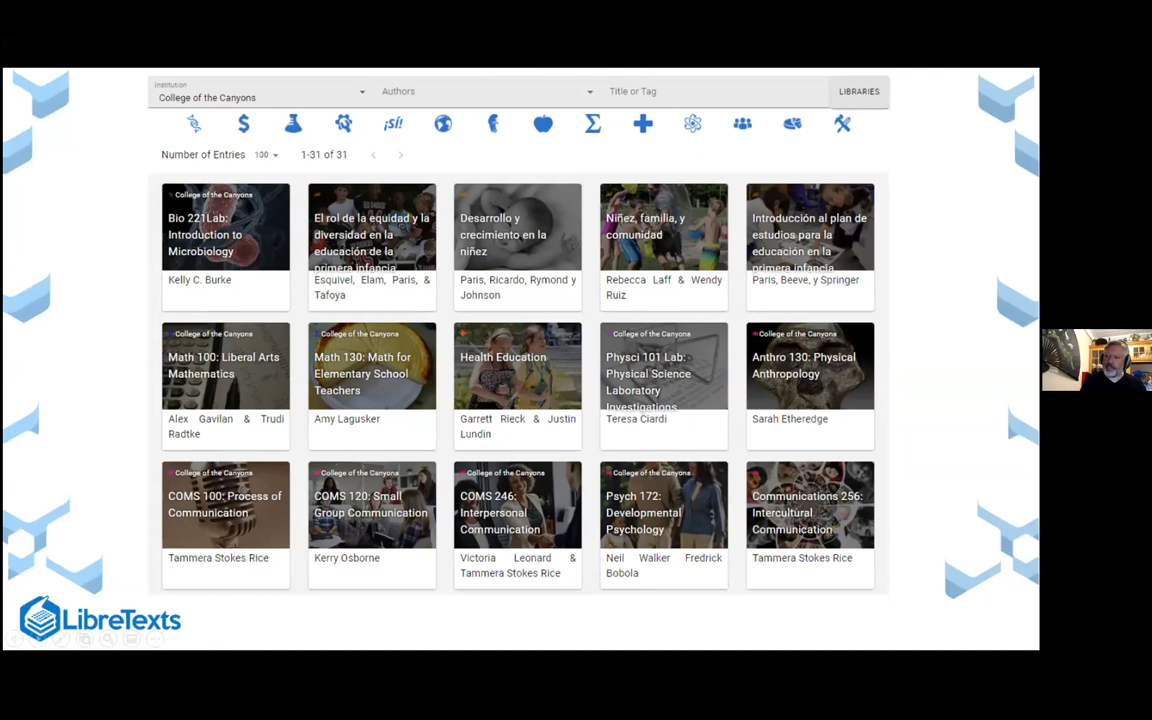 Institution
College of the Canyons
Authors
Title or Tag
LIBRARIES
$
¡SÍ!
Σ
Number of Entries 100
1-31 of 31
College of the Canyons
Bio 221Lab:
Introduction to
Microbiology
Kelly C. Burke
El rol de la equidad y la
diversidad en la
educación de la
primera infancia
Esquivel, Elam, Paris, &
Tafoya
Desarrollo y
crecimiento en la
niñez
Paris, Ricardo, Rymond y
Johnson
Niñez, familia, y
comunidad
Rebecca Laff & Wendy
Ruiz
Introducción al plan de
estudios para la
educación en la
primera infancia
Paris, Beeve, y Springer
College of the Canyons
Math 100: Liberal Arts
Mathematics
Alex Gavilan & Trudi
Radtke
College of the Canyons
Math 130: Math for
Elementary School
Teachers
Amy Lagusker
Health Education
Garrett Rieck & Justin
Lundin
College of the Canyons
Physci 101 Lab:
Physical Science
Laboratory
Investigations
Teresa Ciardi
College of the Canyons
Anthro 130: Physical
Anthropology
Sarah Etheredge
College of the Canyons
COMS 100: Process of
Communication
Tammera Stokes Rice
College of the Canyons
COMS 120: Small
Group Communication
Kerry Osborne
College of the Canyons
COMS 246:
Interpersonal
Communication
Victoria Leonard &
Tammera Stokes Rice
College of the Canyons
Psych 172:
Developmental
Psychology
Neil Walker Fredrick
Bobola
College of the Canyons
Communications 256:
Intercultural
Communication
Tammera Stokes Rice
LibreTexts